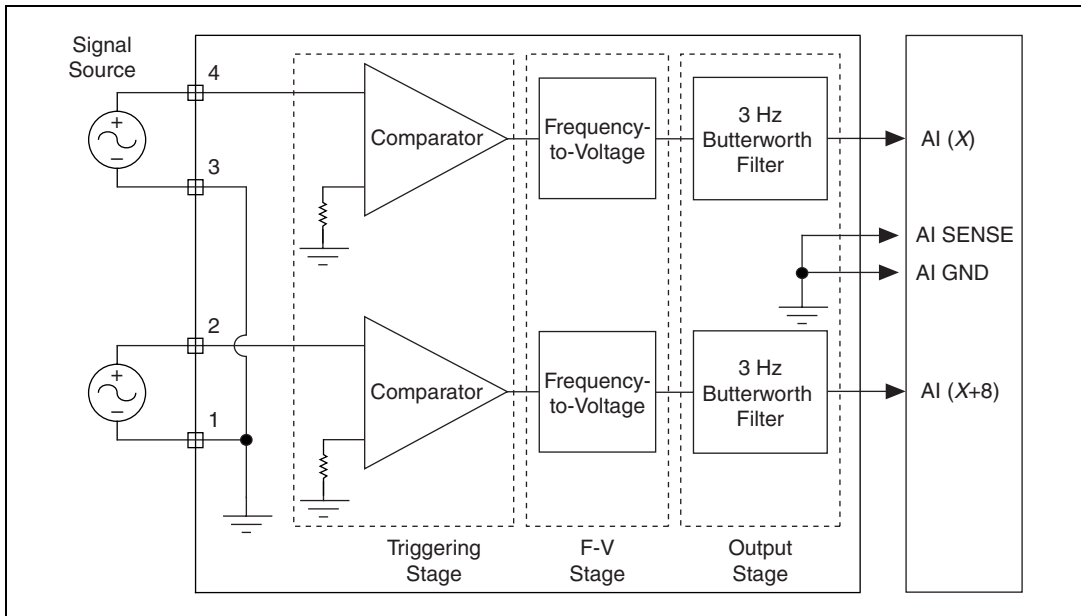 Signal
Source
4
+
−
3
Comparator
Frequency-
to-Voltage
3 Hz
Butterworth
Filter
AI (X)
AI SENSE
AI GND
2
+
−
1
Comparator
Frequency-
to-Voltage
3 Hz
Butterworth
Filter
AI (X+8)
Triggering
Stage
F-V
Stage
Output
Stage